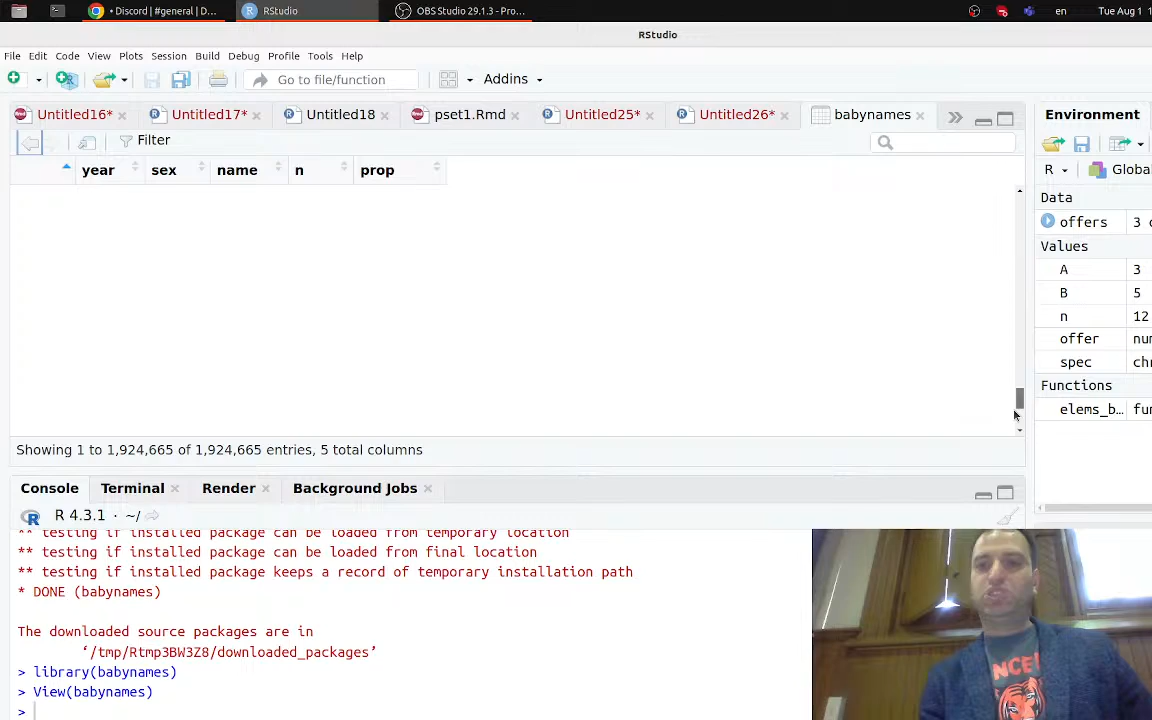 • Discord | #general | D...
RStudio
OBS Studio 29.1.3 - Pro...
en
Tue Aug 1
RStudio
File Edit Code View Plots Session Build Debug Profile Tools Help
Go to file/function
Addins
Untitled16*
Untitled17*
Untitled18
pset1.Rmd
Untitled25*
Untitled26*
babynames
Filter
year sex name n prop
Showing 1 to 1,924,665 of 1,924,665 entries, 5 total columns
Console Terminal Render Background Jobs
R 4.3.1 · ~/
** testing if installed package can be loaded from temporary location
** testing if installed package can be loaded from final location
** testing if installed package keeps a record of temporary installation path
* DONE (babynames)
The downloaded source packages are in
‘/tmp/Rtmp3BW3Z8/downloaded_packages’
> library(babynames)
> View(babynames)
>
Environment
R
Global
Data
offers 3
Values
A 3
B 5
n 12
offer
spec
Functions
elems_b…